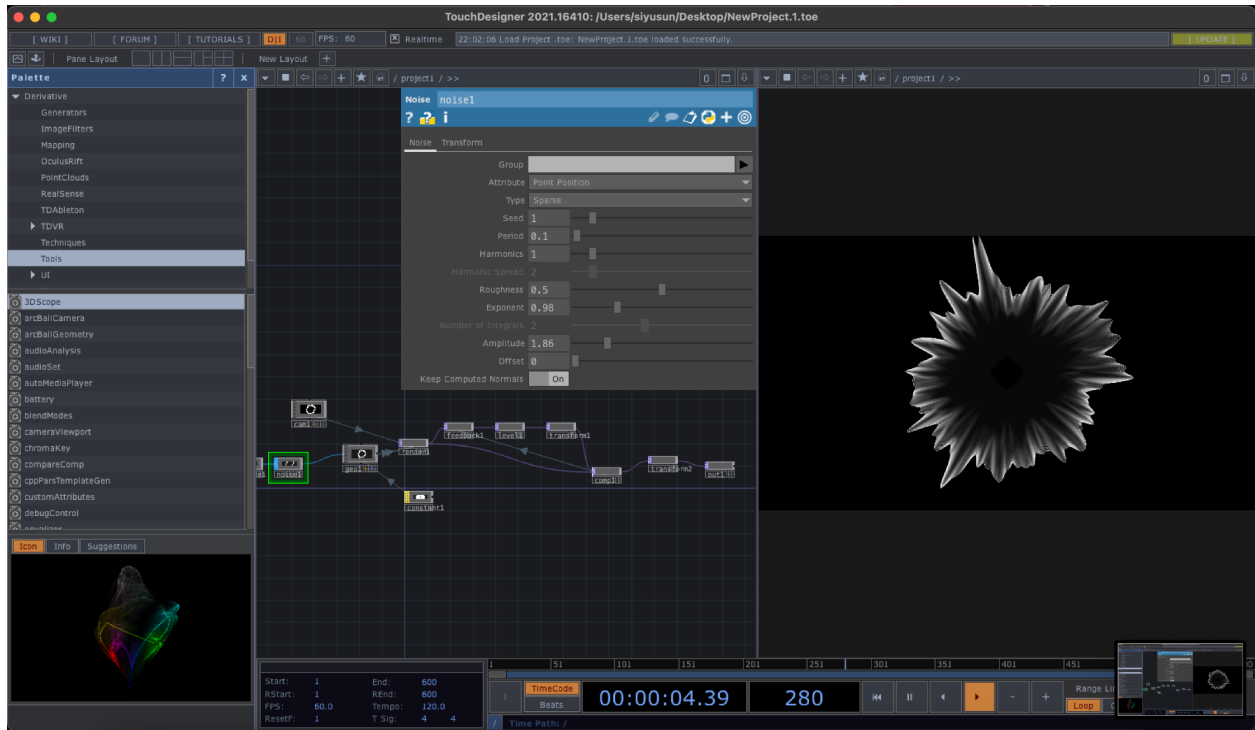 TouchDesigner 2021.16410: /Users/siyusun/Desktop/NewProject.1.toe
[ WIKI ] [ FORUM ] [ TUTORIALS ] O|I 60 FPS: 60 Realtime 22:02:06 Load Project .toe: NewProject.1.toe loaded successfully. [ UPDATE ]
Pane Layout New Layout +
Palette ? x / project1 / >> 0 / project1 / >> 0
Derivative
Generators
ImageFilters
Mapping
OculusRift
PointClouds
RealSense
TDAbleton
TDVR
Techniques
Tools
UI
3DScope
arcBallCamera
arcBallGeometry
audioAnalysis
audioSet
autoMediaPlayer
battery
blendModes
cameraViewport
chromaKey
compareComp
cppParsTemplateGen
customAttributes
debugControl
equalizer
Icon Info Suggestions
Noise noise1
Noise Transform
Group
Attribute Point Position
Type Sparse
Seed 1
Period 0.1
Harmonics 1
Harmonic Spread 2
Roughness 0.5
Exponent 0.98
Number of Integrals 2
Amplitude 1.86
Offset 0
Keep Computed Normals On
cam1
noise1
geo1
render1
feedback1
level1
transform1
constant1
comp1
transform2
out1
1 51 101 151 201 251 301 351 401 451
Start: 1 End: 600
RStart: 1 REnd: 600
FPS: 60.0 Tempo: 120.0
ResetF: 1 T Sig: 4 4
TimeCode
Beats
00:00:04.39 280
- +
Range Li
Loop
/ Time Path: /